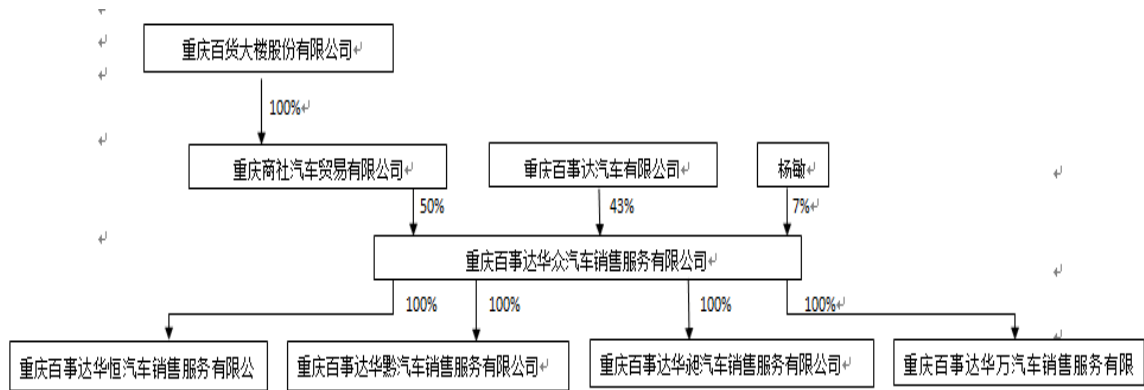 重庆百货大楼股份有限公司
100%
重庆商社汽车贸易有限公司
重庆百事达汽车有限公司
杨敏
50%
43%
7%
重庆百事达华众汽车销售服务有限公司
100%
100%
100%
100%
重庆百事达华恒汽车销售服务有限公
重庆百事达华黔汽车销售服务有限公司
重庆百事达华昶汽车销售服务有限公司
重庆百事达华万汽车销售服务有限